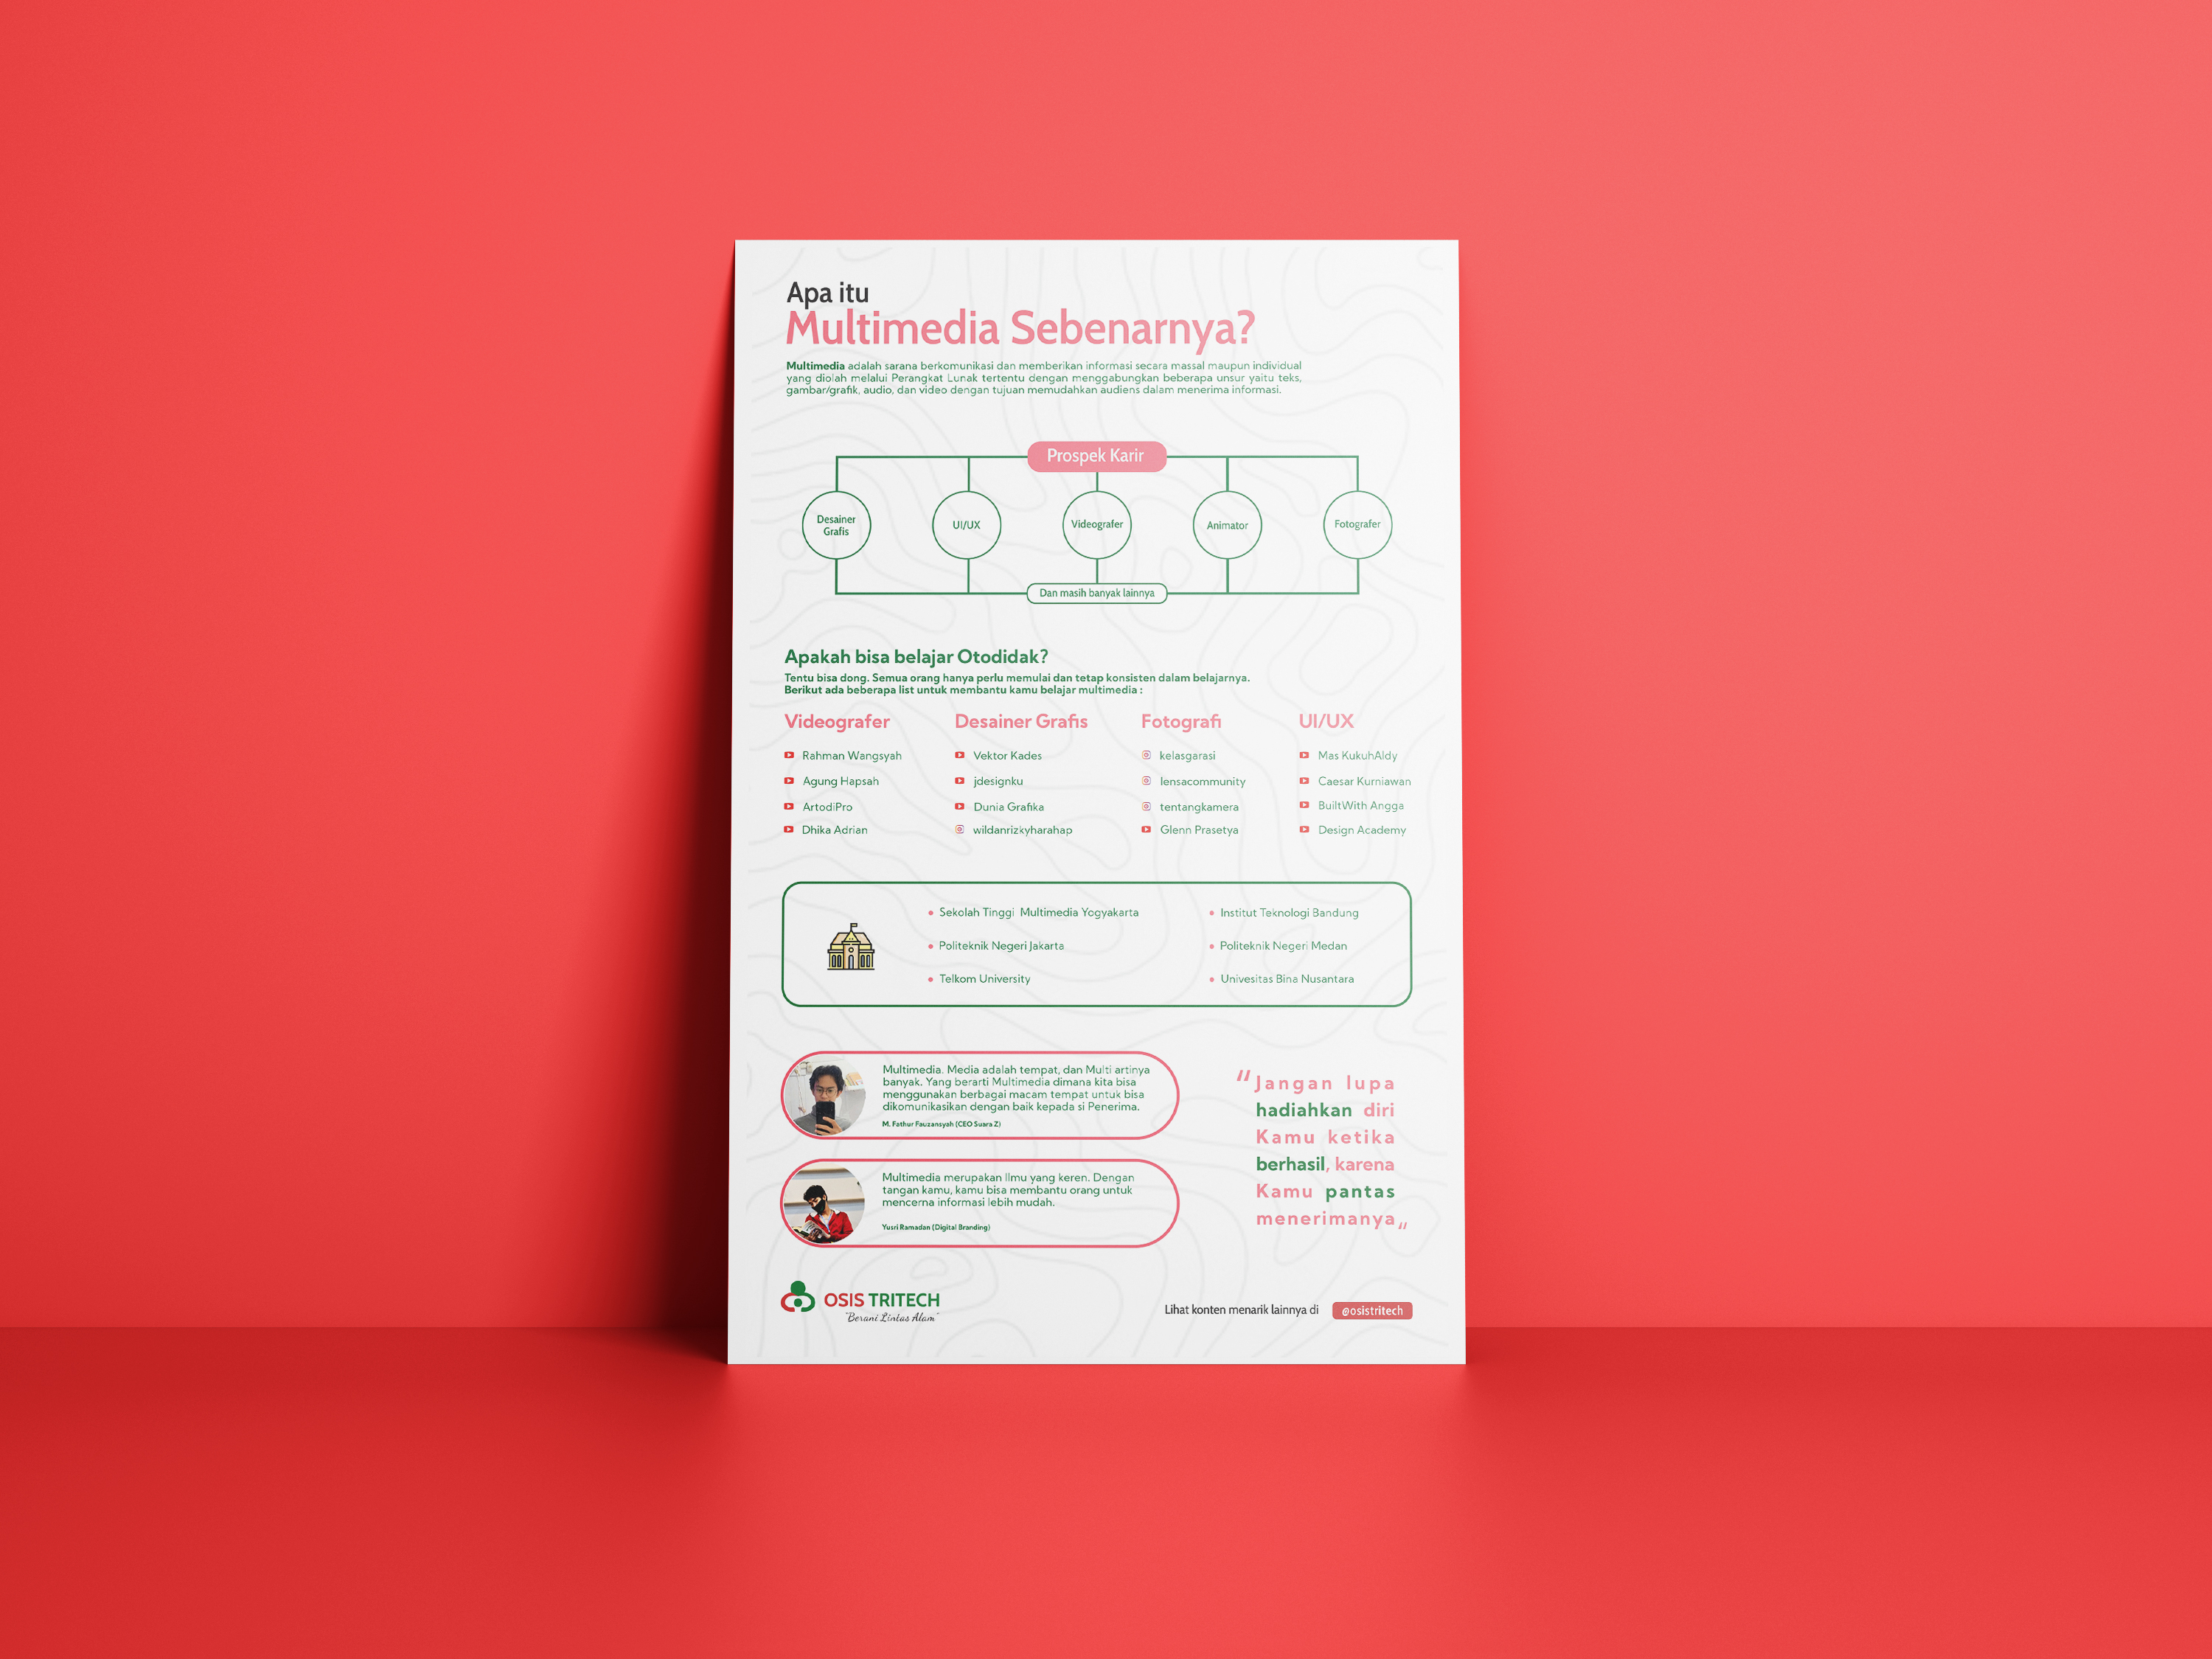 Apa itu
Multimedia Sebenarnya?
Multimedia adalah sarana berkomunikasi dan memberikan informasi secara massal maupun individual
yang diolah melalui Perangkat Lunak tertentu dengan menggabungkan beberapa unsur yaitu teks,
gambar/grafik, audio, dan video dengan tujuan memudahkan audiens dalam menerima informasi.
Prospek Karir
Desainer
Grafis
UI/UX
Videografer
Animator
Fotografer
Dan masih banyak lainnya
Apakah bisa belajar Otodidak?
Tentu bisa dong. Semua orang hanya perlu memulai dan tetap konsisten dalam belajarnya.
Berikut ada beberapa list untuk membantu kamu belajar multimedia :
Videografer
Rahman Wangsyah
Agung Hapsah
ArtodiPro
Dhika Adrian
Desainer Grafis
Vektor Kades
jdesignku
Dunia Grafika
wildanrizkyharahap
Fotografi
kelasgarasi
lensacommunity
tentangkamera
Glenn Prasetya
UI/UX
Mas KukuhAldy
Caesar Kurniawan
BuiltWith Angga
Design Academy
• Sekolah Tinggi Multimedia Yogyakarta
• Politeknik Negeri Jakarta
• Telkom University
• Institut Teknologi Bandung
• Politeknik Negeri Medan
• Univesitas Bina Nusantara
Multimedia. Media adalah tempat, dan Multi artinya
banyak. Yang berarti Multimedia dimana kita bisa
menggunakan berbagai macam tempat untuk bisa
dikomunikasikan dengan baik kepada si Penerima.
M. Fathur Fauzansyah (CEO Suara Z)
Multimedia merupakan Ilmu yang keren. Dengan
tangan kamu, kamu bisa membantu orang untuk
mencerna informasi lebih mudah.
Yusri Ramadan (Digital Branding)
"Jangan lupa
hadiahkan diri
Kamu ketika
berhasil, karena
Kamu pantas
menerimanya"
OSIS TRITECH
"Berani Lintas Alam"
Lihat konten menarik lainnya di
@osistritech